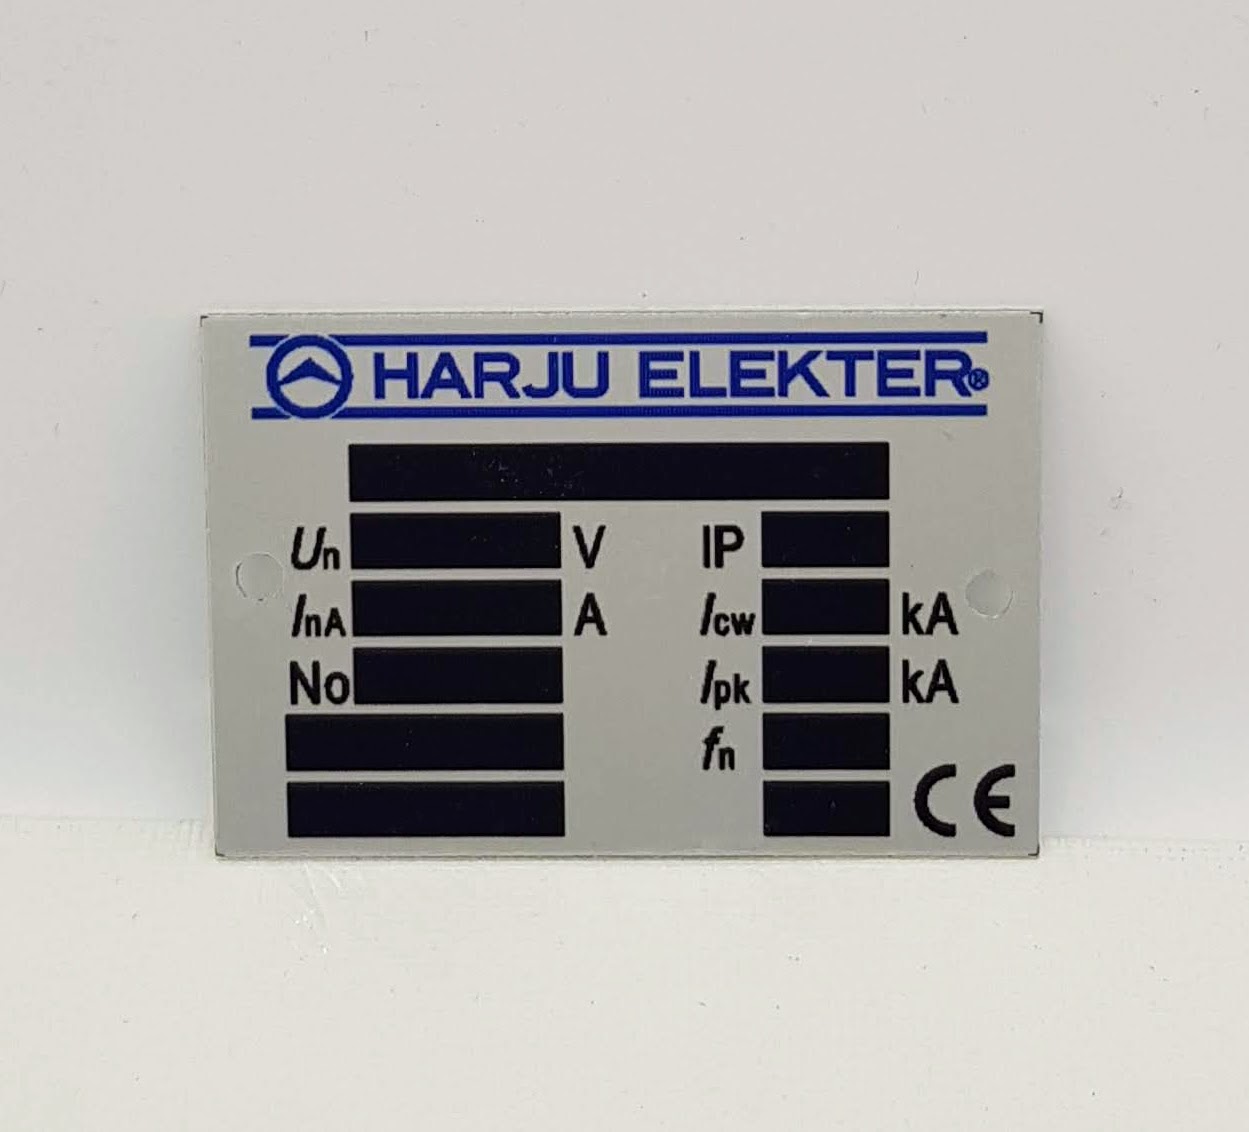 HARJU ELEKTER®
Un V IP
InA A Icw kA
No Ipk kA
fn
CE